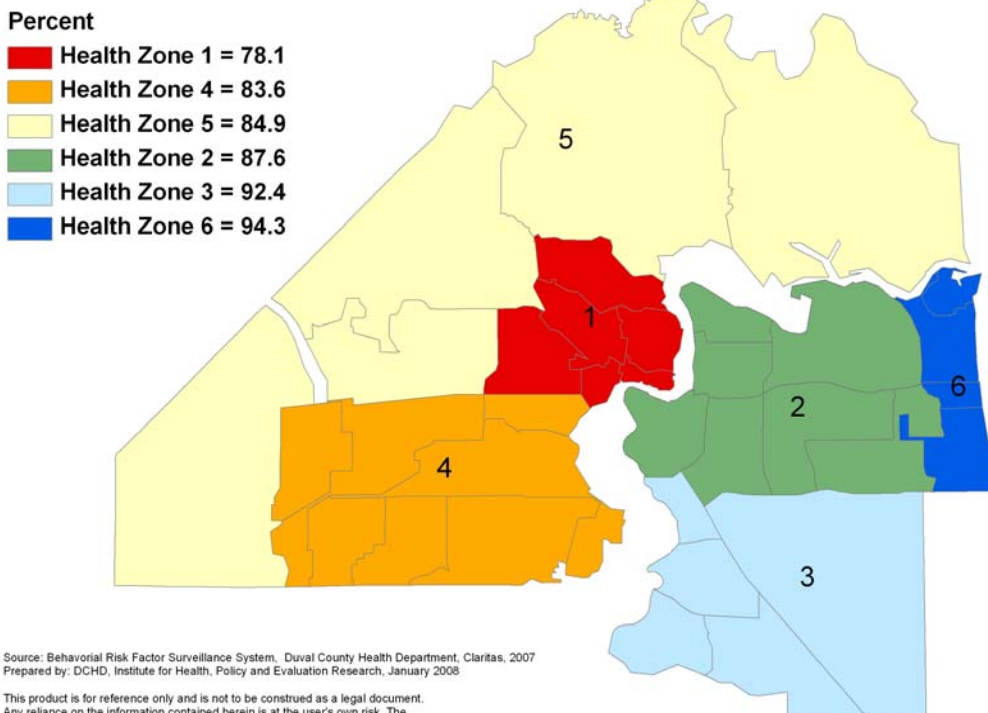 Percent
Health Zone 1 = 78.1
Health Zone 4 = 83.6
Health Zone 5 = 84.9
Health Zone 2 = 87.6
Health Zone 3 = 92.4
Health Zone 6 = 94.3
5
1
6
2
4
3
Source: Behavorial Risk Factor Surveillance System, Duval County Health Department, Claritas, 2007
Prepared by: DCHD, Institute for Health, Policy and Evaluation Research, January 2008
This product is for reference only and is not to be construed as a legal document.
Any reliance on the information contained herein is at the user's own risk. The